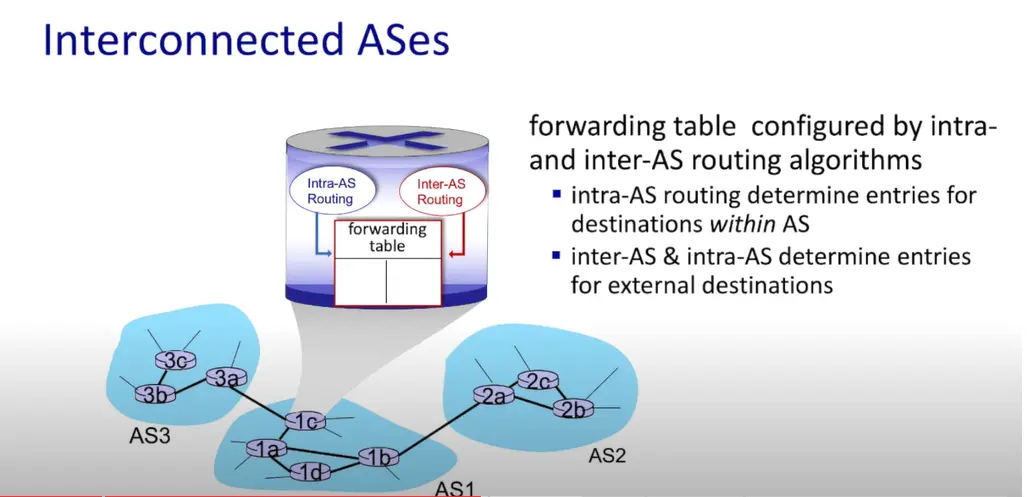 Interconnected ASes
forwarding table configured by intra-
and inter-AS routing algorithms
intra-AS routing determine entries for
destinations within AS
inter-AS & intra-AS determine entries
for external destinations
Intra-AS
Routing
Inter-AS
Routing
forwarding
table
3c
3a
3b
AS3
1c
1a
1b
1d
AS1
2c
2a
2b
AS2